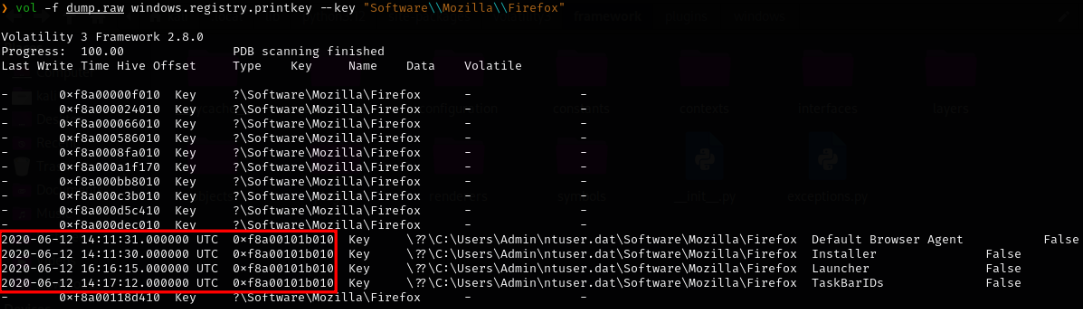 ❯ vol -f dump.raw windows.registry.printkey --key "Software\\Mozilla\\Firefox"
Volatility 3 Framework 2.8.0
Progress: 100.00 PDB scanning finished
Last Write Time Hive Offset Type Key Name Data Volatile
- 0×f8a00000f010 Key ?\Software\Mozilla\Firefox - -
- 0×f8a000024010 Key ?\Software\Mozilla\Firefox - -
- 0×f8a000066010 Key ?\Software\Mozilla\Firefox - -
- 0×f8a000586010 Key ?\Software\Mozilla\Firefox - -
- 0×f8a0008fa010 Key ?\Software\Mozilla\Firefox - -
- 0×f8a000a1f170 Key ?\Software\Mozilla\Firefox - -
- 0×f8a000bb8010 Key ?\Software\Mozilla\Firefox - -
- 0×f8a000c3b010 Key ?\Software\Mozilla\Firefox - -
- 0×f8a000d5c410 Key ?\Software\Mozilla\Firefox - -
- 0×f8a000dec010 Key ?\Software\Mozilla\Firefox - -
2020-06-12 14:11:31.000000 UTC 0×f8a00101b010 Key \??\C:\Users\Admin\ntuser.dat\Software\Mozilla\Firefox Default Browser Agent False
2020-06-12 14:11:30.000000 UTC 0×f8a00101b010 Key \??\C:\Users\Admin\ntuser.dat\Software\Mozilla\Firefox Installer False
2020-06-12 16:16:15.000000 UTC 0×f8a00101b010 Key \??\C:\Users\Admin\ntuser.dat\Software\Mozilla\Firefox Launcher False
2020-06-12 14:17:12.000000 UTC 0×f8a00101b010 Key \??\C:\Users\Admin\ntuser.dat\Software\Mozilla\Firefox TaskBarIDs False
- 0×f8a00118d410 Key ?\Software\Mozilla\Firefox - -